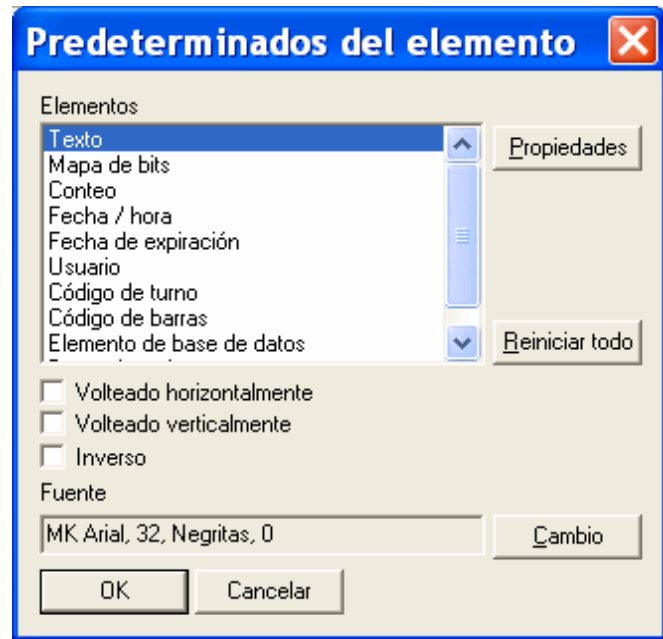 Predeterminados del elemento
Elementos
Texto
Propiedades
Mapa de bits
Conteo
Fecha / hora
Fecha de expiración
Usuario
Código de turno
Código de barras
Elemento de base de datos
Reiniciar todo
Volteado horizontalmente
Volteado verticalmente
Inverso
Fuente
MK Arial, 32, Negritas, 0
Cambio
OK
Cancelar